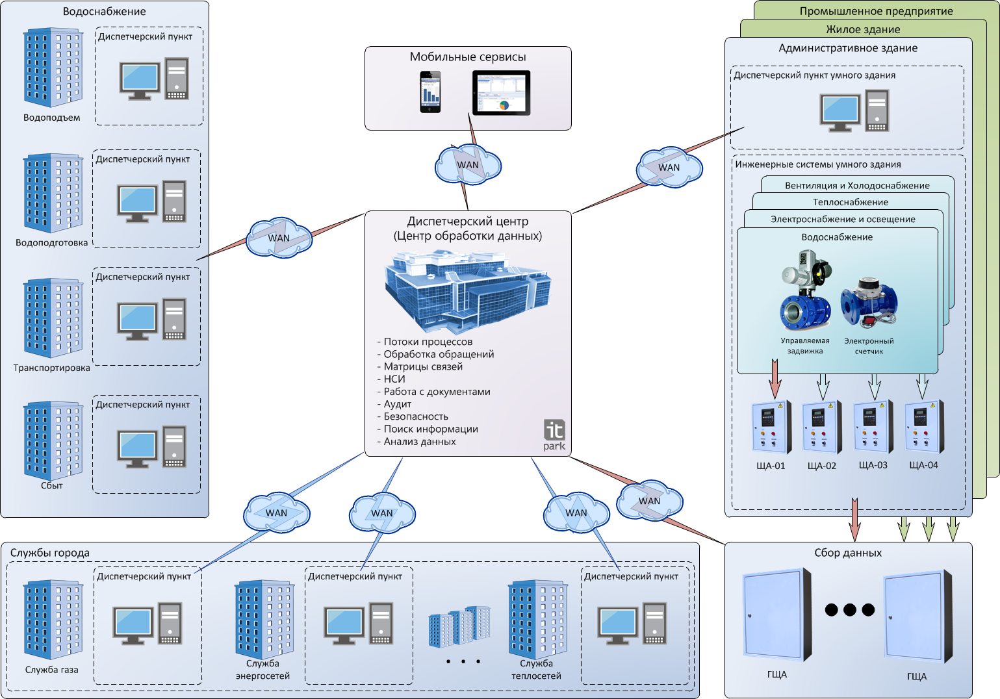 Водоснабжение
Диспетчерский пункт
Водоподъем
Диспетчерский пункт
Водоподготовка
Диспетчерский пункт
Транспортировка
Диспетчерский пункт
Сбыт
Мобильные сервисы
WAN
WAN
WAN
Диспетчерский центр
(Центр обработки данных)
- Потоки процессов
- Обработка обращений
- Матрицы связей
- НСИ
- Работа с документами
- Аудит
- Безопасность
- Поиск информации
- Анализ данных
it
park
Промышленное предприятие
Жилое здание
Административное здание
Диспетчерский пункт умного здания
Инженерные системы умного здания
Вентиляция и Холодоснабжение
Теплоснабжение
Электроснабжение и освещение
Водоснабжение
Управляемая
задвижка
Электронный
счетчик
ЩА-01
ЩА-02
ЩА-03
ЩА-04
WAN
WAN
WAN
WAN
Службы города
Диспетчерский пункт
Служба газа
Диспетчерский пункт
Служба
энергосетей
. . .
Диспетчерский пункт
Служба
теплосетей
Сбор данных
ГЩА
ГЩА